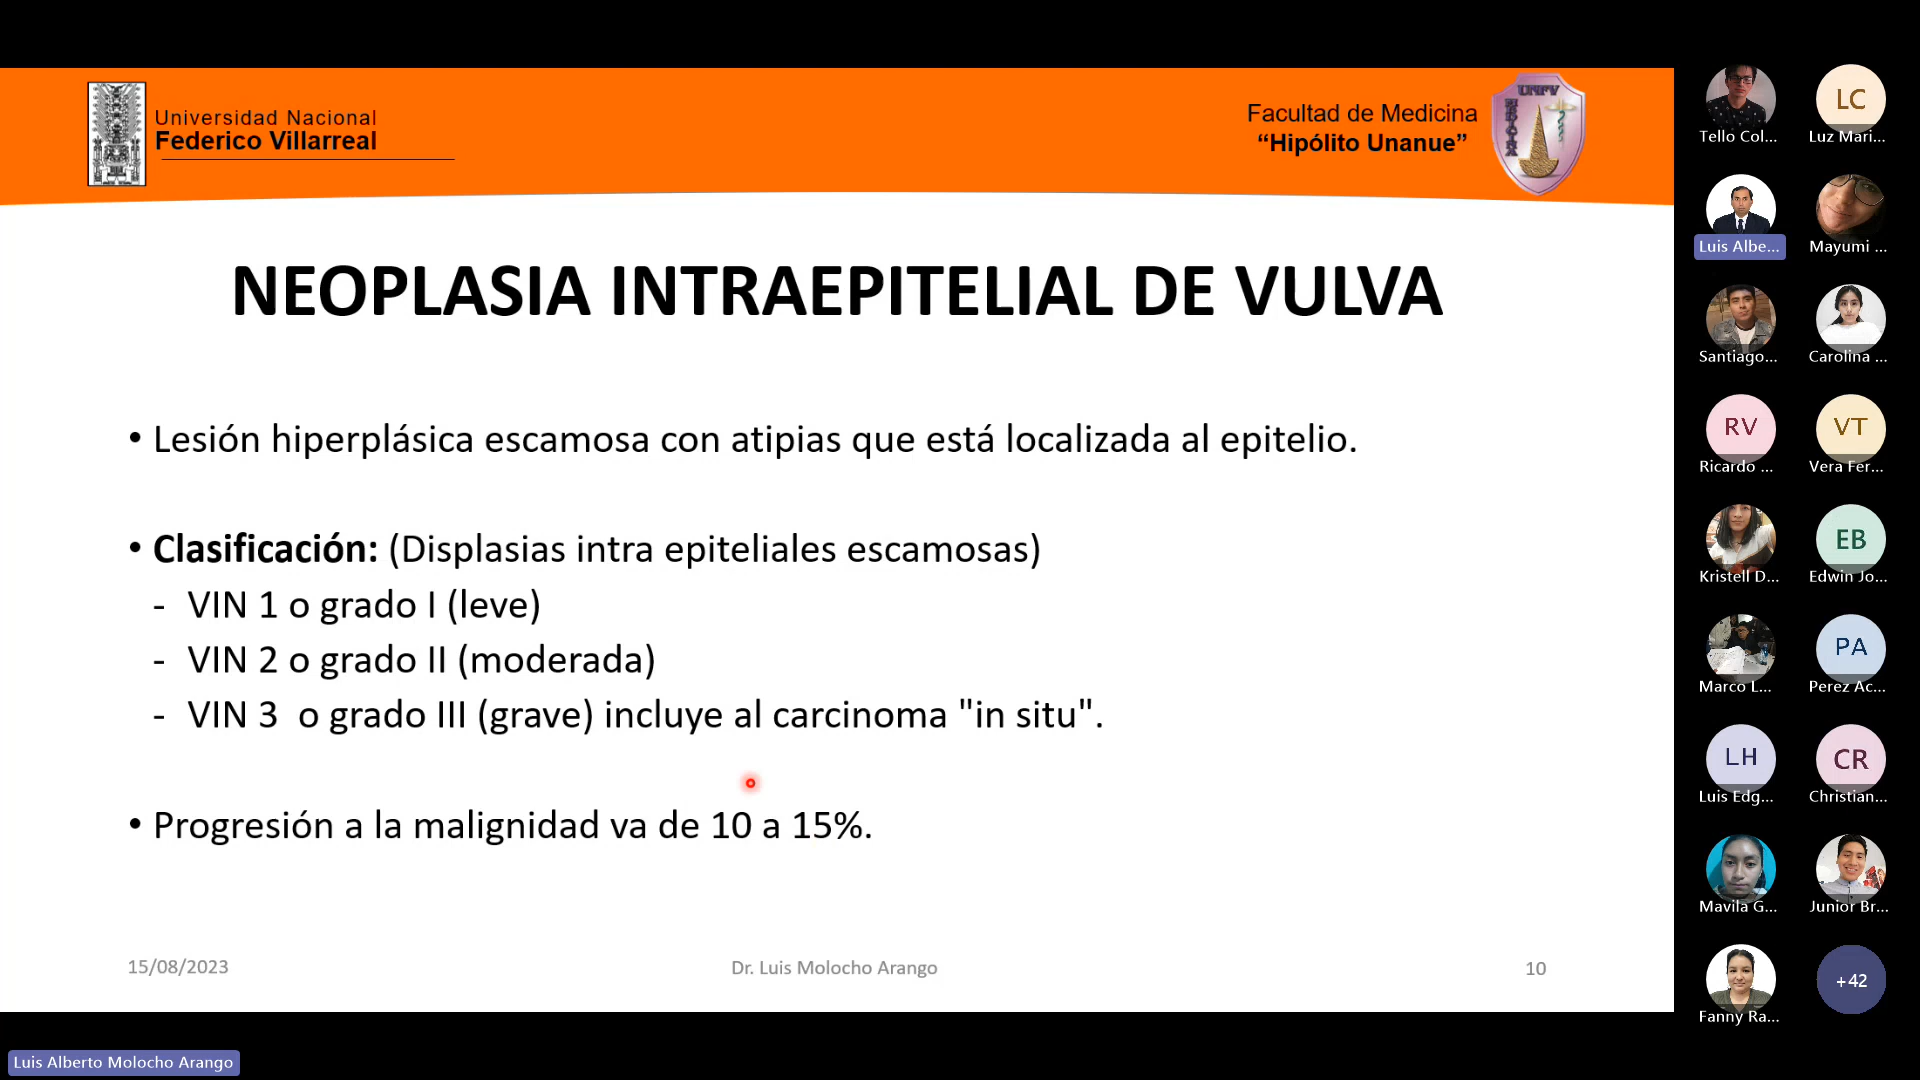 Universidad Nacional
Federico Villarreal
Facultad de Medicina
“Hipólito Unanue”
UNFV
NEOPLASIA INTRAEPITELIAL DE VULVA
• Lesión hiperplásica escamosa con atipias que está localizada al epitelio.
• Clasificación: (Displasias intra epiteliales escamosas)
- VIN 1 o grado I (leve)
- VIN 2 o grado II (moderada)
- VIN 3 o grado III (grave) incluye al carcinoma "in situ".
• Progresión a la malignidad va de 10 a 15%.
15/08/2023
Dr. Luis Molocho Arango
10
Tello Col...
LC
Luz Mari...
Luis Albe...
Mayumi ...
Santiago...
Carolina ...
RV
Ricardo ...
VT
Vera Fer...
Kristell D...
EB
Edwin Jo...
Marco L...
PA
Perez Ac...
LH
Luis Edg...
CR
Christian...
Mavila G...
Junior Br...
Fanny Ra...
+42
Luis Alberto Molocho Arango